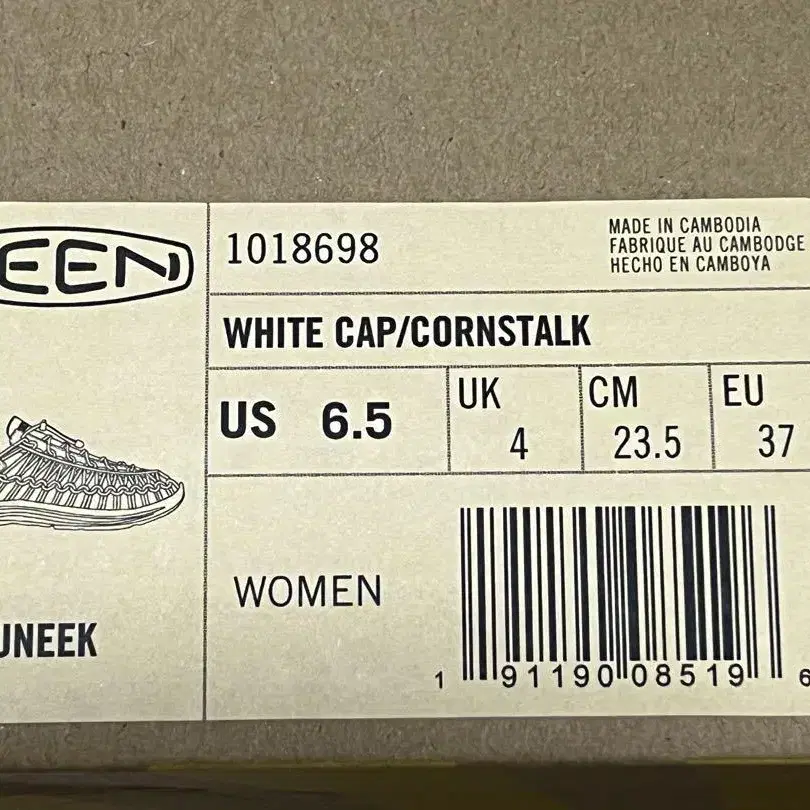 EEN
1018698
MADE IN CAMBODIA
FABRIQUE AU CAMBODGE
HECHO EN CAMBOYA
WHITE CAP/CORNSTALK
US 6.5
UK 4
CM 23.5
EU 37
WOMEN
UNEEK
1 91190 08519 6